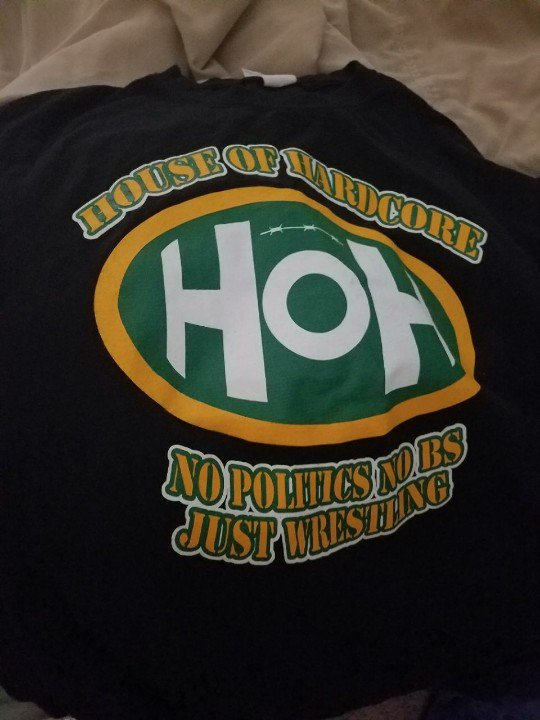 HOUSE OF HARDCORE
HOH
NO POLITICS NO BS
JUST WRESTLING